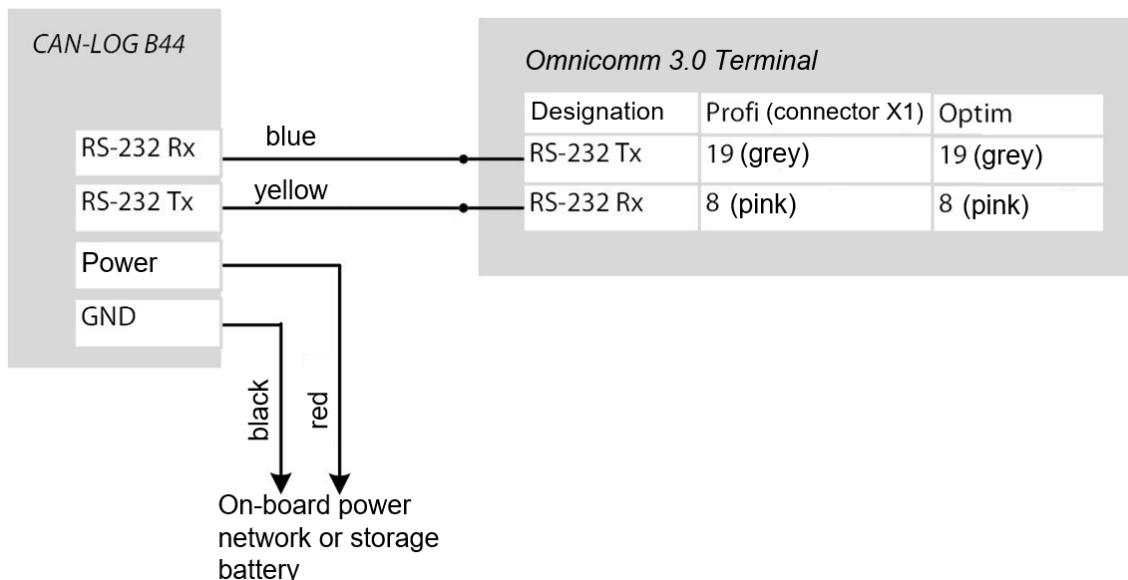 CAN-LOG B44
RS-232 Rx
RS-232 Tx
Power
GND
blue
yellow
black
red
On-board power
network or storage
battery
Omnicomm 3.0 Terminal
Designation Profi (connector X1) Optim
RS-232 Tx 19 (grey) 19 (grey)
RS-232 Rx 8 (pink) 8 (pink)